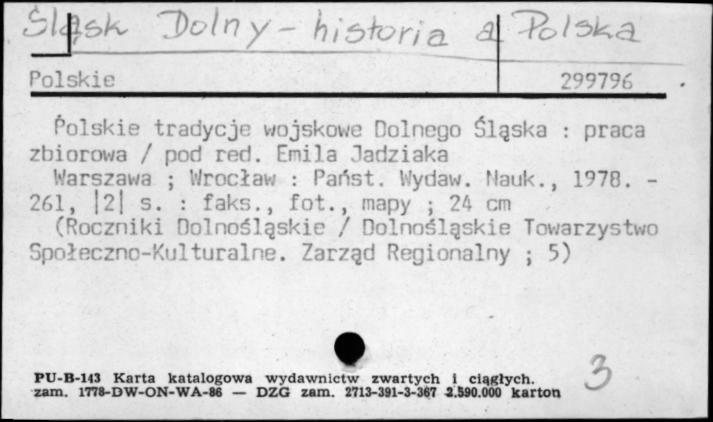 Śląsk Dolny - historia a Polska
Polskie 299796
Polskie tradycje wojskowe Dolnego Śląska : praca
zbiorowa / pod red. Emila Jadziaka
Warszawa ; Wrocław : Państ. Wydaw. Nauk., 1978. -
261, |2| s. : faks., fot., mapy ; 24 cm
(Roczniki Dolnośląskie / Dolnośląskie Towarzystwo
Społeczno-Kulturalne. Zarząd Regionalny ; 5)
3
PU-B-143 Karta katalogowa wydawnictw zwartych i ciągłych.
zam. 1778-DW-ON-WA-86 — DZG zam. 2713-391-3-367 2.590.000 karton